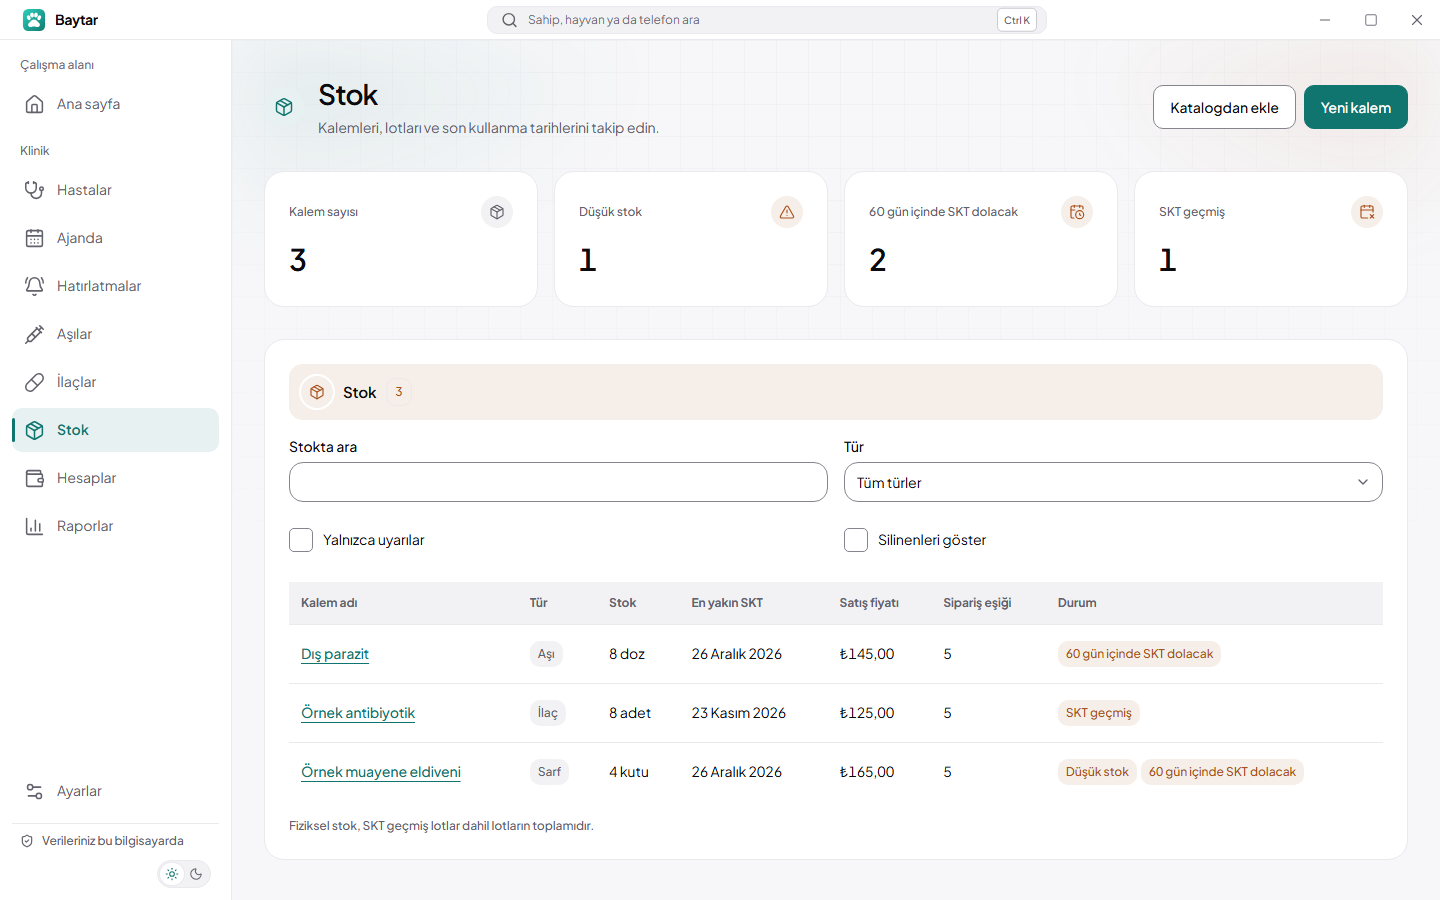 Baytar
Sahip, hayvan ya da telefon ara
Ctrl K
Çalışma alanı
Ana sayfa
Klinik
Hastalar
Ajanda
Hatırlatmalar
Aşılar
İlaçlar
Stok
Hesaplar
Raporlar
Ayarlar
Verileriniz bu bilgisayarda
Stok
Kalemleri, lotları ve son kullanma tarihlerini takip edin.
Katalogdan ekle
Yeni kalem
Kalem sayısı
3
Düşük stok
1
60 gün içinde SKT dolacak
2
SKT geçmiş
1
Stok 3
Stokta ara
Tür
Tüm türler
Yalnızca uyarılar
Silinenleri göster
Kalem adı Tür Stok En yakın SKT Satış fiyatı Sipariş eşiği Durum
Dış parazit Aşı 8 doz 26 Aralık 2026 ₺145,00 5 60 gün içinde SKT dolacak
Örnek antibiyotik İlaç 8 adet 23 Kasım 2026 ₺125,00 5 SKT geçmiş
Örnek muayene eldiveni Sarf 4 kutu 26 Aralık 2026 ₺165,00 5 Düşük stok 60 gün içinde SKT dolacak
Fiziksel stok, SKT geçmiş lotlar dahil lotların toplamıdır.